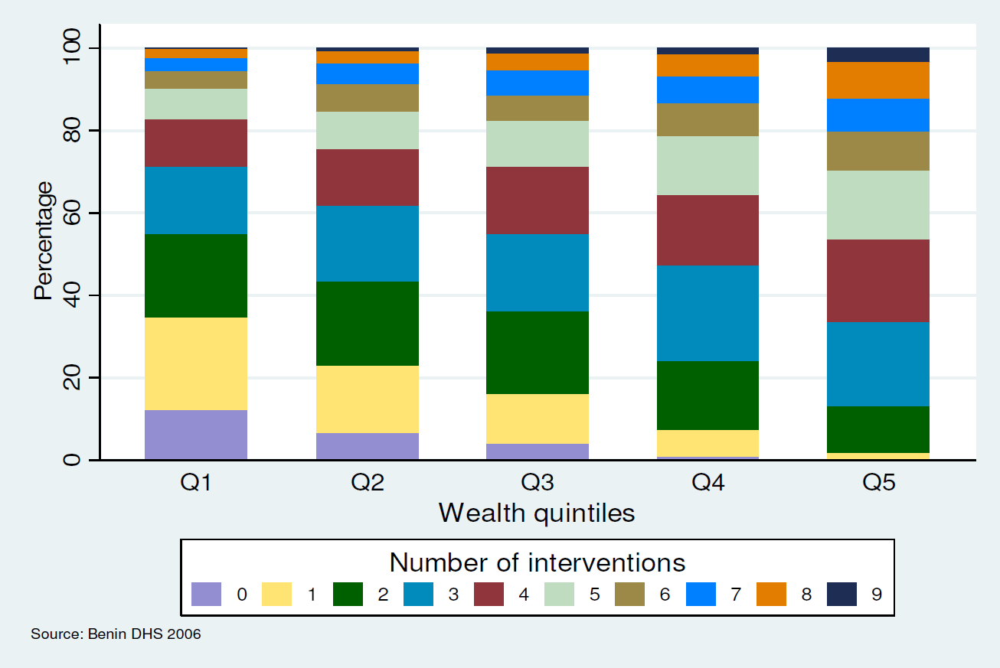 100
80
60
40
20
0
Percentage
Q1 Q2 Q3 Q4 Q5
Wealth quintiles
Number of interventions
0 1 2 3 4 5 6 7 8 9
Source: Benin DHS 2006